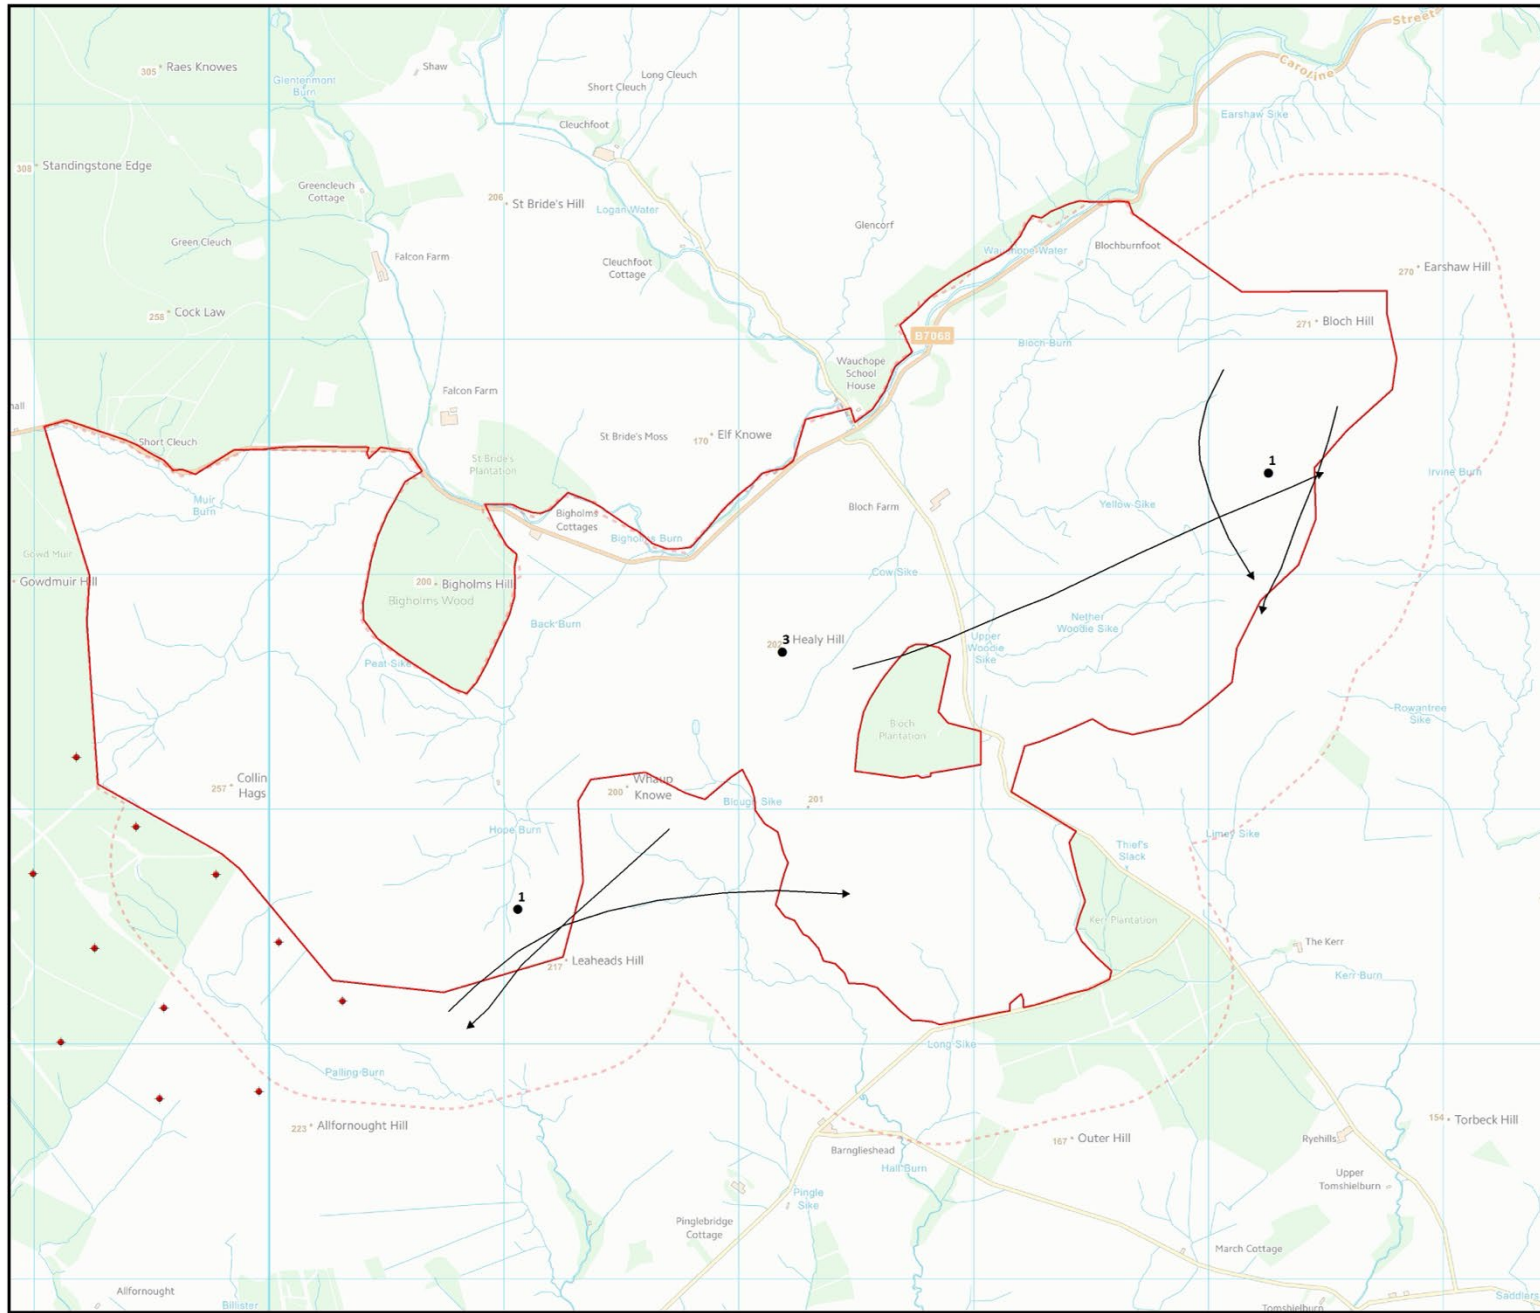 Street
Caroline
Shaw
Long Cleuch
Short Cleuch
305 Raes Knowes
Glentenmont
Burn
Cleuchfoot
Earshaw Sike
308 Standingstone Edge
Greencleuch
Cottage
206 St Bride's Hill
Logan Water
Glencorf
Green Cleuch
Falcon Farm
Cleuchfoot
Cottage
Wauchope Water
Blochburnfoot
270 Earshaw Hill
258 Cock Law
271 Bloch Hill
B7068
Bloch Burn
Wauchope
School
House
Falcon Farm
hall
Short Cleuch
St Bride's Moss
170 Elf Knowe
St Bride's
Plantation
1
Irvine Burn
Muir
Burn
Bigholms
Cottages
Bloch Farm
Yellow Sike
Bigholms Burn
Gowd Muir
Gowdmuir Hill
200 Bigholms Hill
Bigholms Wood
Cow Sike
Back Burn
Nether
Woodie Sike
3
202 Healy Hill
Upper
Woodie
Sike
Peat Sike
Rowantree
Sike
Bloch
Plantation
257 Collin
Hags
200 Whaup
Knowe
Blough Sike
201
Hope Burn
Limey Sike
Thief's
Slack
1
Kerr Plantation
The Kerr
217 Leaheads Hill
Kerr Burn
Long Sike
Palling Burn
223 Allfornought Hill
154 Torbeck Hill
167 Outer Hill
Ryehills
Barnglieshead
Hall Burn
Upper
Tomshielburn
Pingle
Sike
Pinglebridge
Cottage
March Cottage
Allfornought
Billister
Tomshielburn
Saddlers